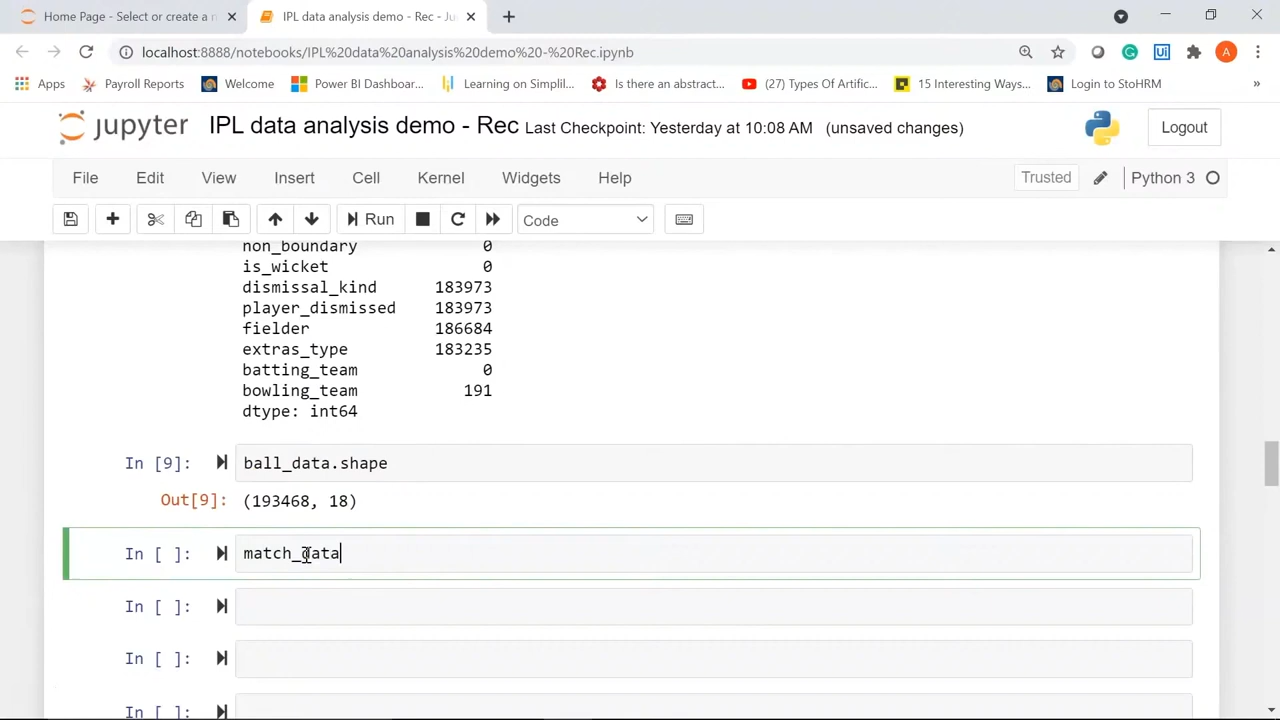 Home Page - Select or create a n
IPL data analysis demo - Rec - Ju
localhost:8888/notebooks/IPL%20data%20analysis%20demo%20-%20Rec.ipynb
A
Apps
Payroll Reports
Welcome
Power BI Dashboar...
Learning on Simplil...
Is there an abstract...
(27) Types Of Artific...
15 Interesting Ways...
Login to StoHRM
»
jupyter IPL data analysis demo - Rec Last Checkpoint: Yesterday at 10:08 AM (unsaved changes)
Logout
File Edit View Insert Cell Kernel Widgets Help
Trusted
Python 3
Run
Code
non_boundary 0
is_wicket 0
dismissal_kind 183973
player_dismissed 183973
fielder 186684
extras_type 183235
batting_team 0
bowling_team 191
dtype: int64
In [9]: ball_data.shape
Out[9]: (193468, 18)
In [ ]: match_data
In [ ]:
In [ ]:
In [ ]: